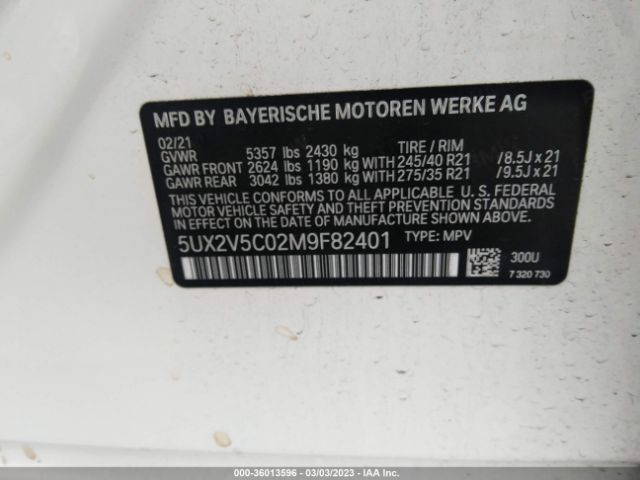 MFD BY BAYERISCHE MOTOREN WERKE AG
02/21
GVWR 5357 lbs 2430 kg TIRE / RIM
GAWR FRONT 2624 lbs 1190 kg WITH 245/40 R21 /8.5J x 21
GAWR REAR 3042 lbs 1380 kg WITH 275/35 R21 /9.5J x 21
THIS VEHICLE CONFORMS TO ALL APPLICABLE U. S. FEDERAL
MOTOR VEHICLE SAFETY, BUMPER, AND THEFT PREVENTION
STANDARDS IN EFFECT ON THE DATE OF MANUFACTURE SHOWN ABOVE.
5UX2V5C02M9F82401 TYPE: MPV
300U
7 320 730
000-36013596 - 03/03/2023 - IAA Inc.